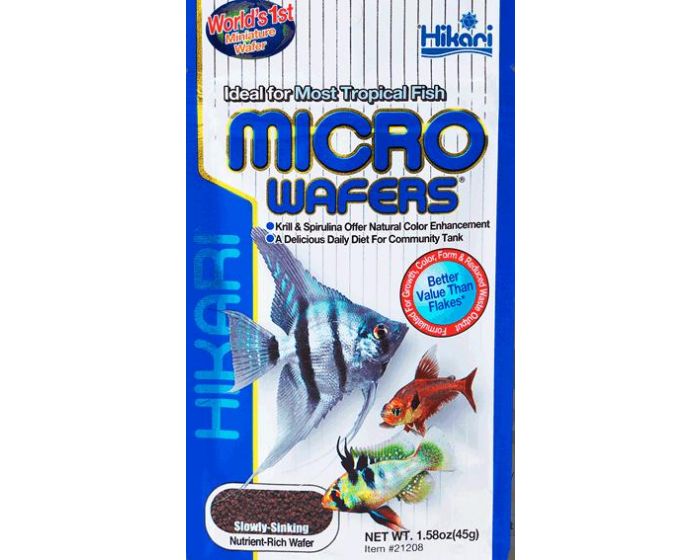 World's 1st
Miniature
Wafer
Hikari
Ideal for Most Tropical Fish
MICRO
WAFERS®
Krill & Spirulina Offer Natural Color Enhancement
A Delicious Daily Diet For Community Tank
Formulated For Growth, Color, Form & Reduced Waste Output
Better
Value Than
Flakes*
HIKARI
Slowly-Sinking
Nutrient-Rich Wafer
NET WT. 1.58oz(45g)
Item #21208